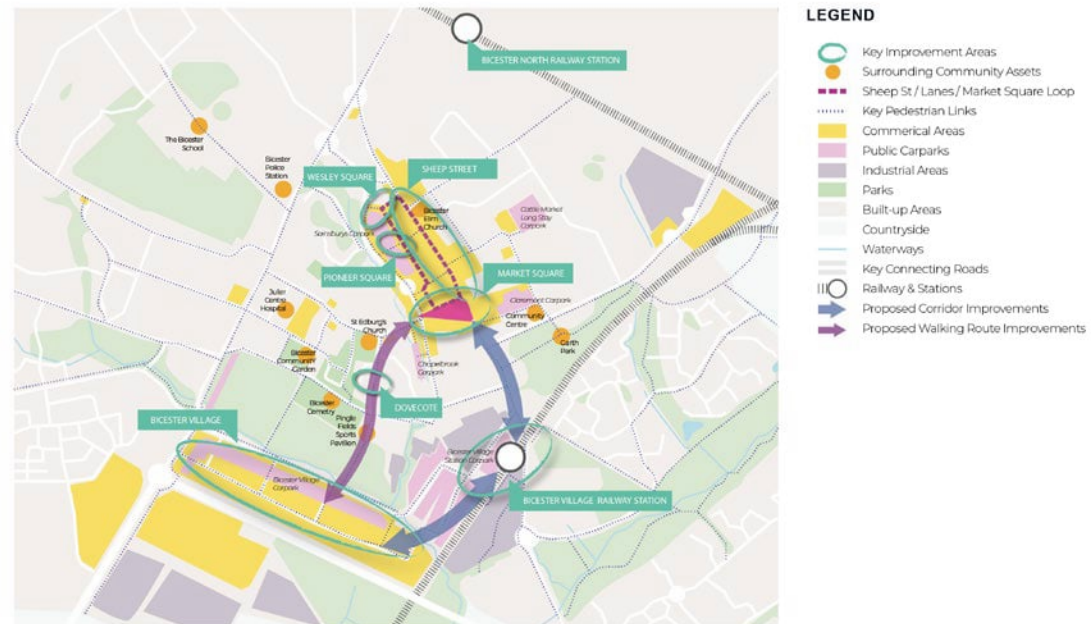 LEGEND
Key Improvement Areas
Surrounding Community Assets
Sheep St / Lanes / Market Square Loop
Key Pedestrian Links
Commerical Areas
Public Carparks
Industrial Areas
Parks
Built-up Areas
Countryside
Waterways
Key Connecting Roads
Railway & Stations
Proposed Corridor Improvements
Proposed Walking Route Improvements
BICESTER NORTH RAILWAY STATION
The Bicester
School
Bicester
Police
Station
WESLEY SQUARE
SHEEP STREET
Bicester
Elim
Church
Cattle Market
Long Stay
Carpark
Sainsburys Carpark
PIONEER SQUARE
MARKET SQUARE
Claremont Carpark
Community
Centre
Garth
Park
St Edburg's
Church
Chapelbrook
Carpark
Centre
Hospital
Bicester
Community
Garden
Bicester
Cemetry
DOVECOTE
Pingle
Fields
Sports
Pavilion
BICESTER VILLAGE
Bicester Village
Carpark
Bicester Village
Station Carpark
BICESTER VILLAGE RAILWAY STATION